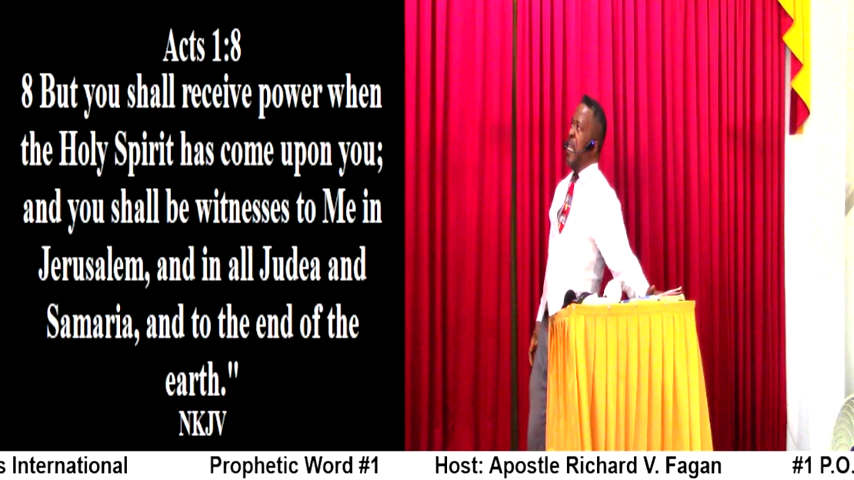 Acts 1:8
8 But you shall receive power when
the Holy Spirit has come upon you;
and you shall be witnesses to Me in
Jerusalem, and in all Judea and
Samaria, and to the end of the
earth."
NKJV
s International Prophetic Word #1 Host: Apostle Richard V. Fagan #1 P.O.